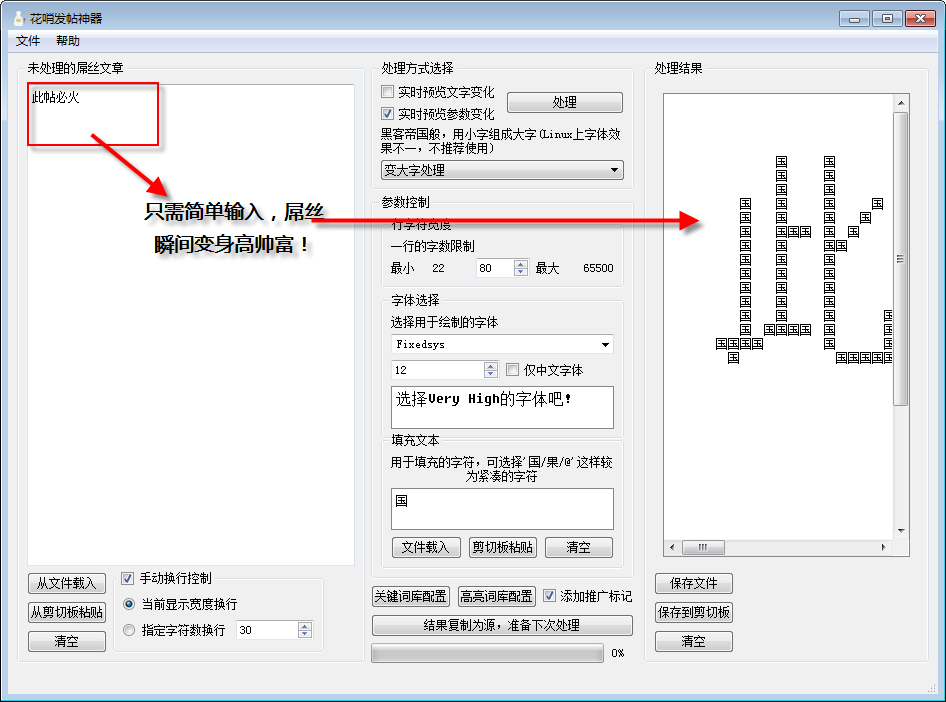 花哨发帖神器
文件 帮助
未处理的屌丝文章
此帖必火
只需简单输入，屌丝
瞬间变身高帅富！
从文件载入
从剪切板粘贴
清空
手动换行控制
当前显示宽度换行
指定字符数换行 30
处理方式选择
实时预览文字变化
实时预览参数变化
处理
黑客帝国般，用小字组成大字(Linux上字体效
果不一，不推荐使用)
变大字处理
参数控制
行字符宽度
一行的字数限制
最小 22 80 最大 65500
字体选择
选择用于绘制的字体
Fixedsys
12 仅中文字体
选择Very High的字体吧!
填充文本
用于填充的字符，可选择'国/果/@'这样较
为紧凑的字符
国
文件载入 剪切板粘贴 清空
关键词库配置 高亮词库配置 添加推广标记
结果复制为源，准备下次处理
0%
处理结果
国 国
国 国
国 国
国 国 国 国
国 国 国 国
国 国国国 国 国
国 国 国国
国 国 国
国 国 国
国 国 国
国 国 国
国 国 国 国
国 国国国国 国 国
国国国国 国 国
国 国国国国国
保存文件
保存到剪切板
清空